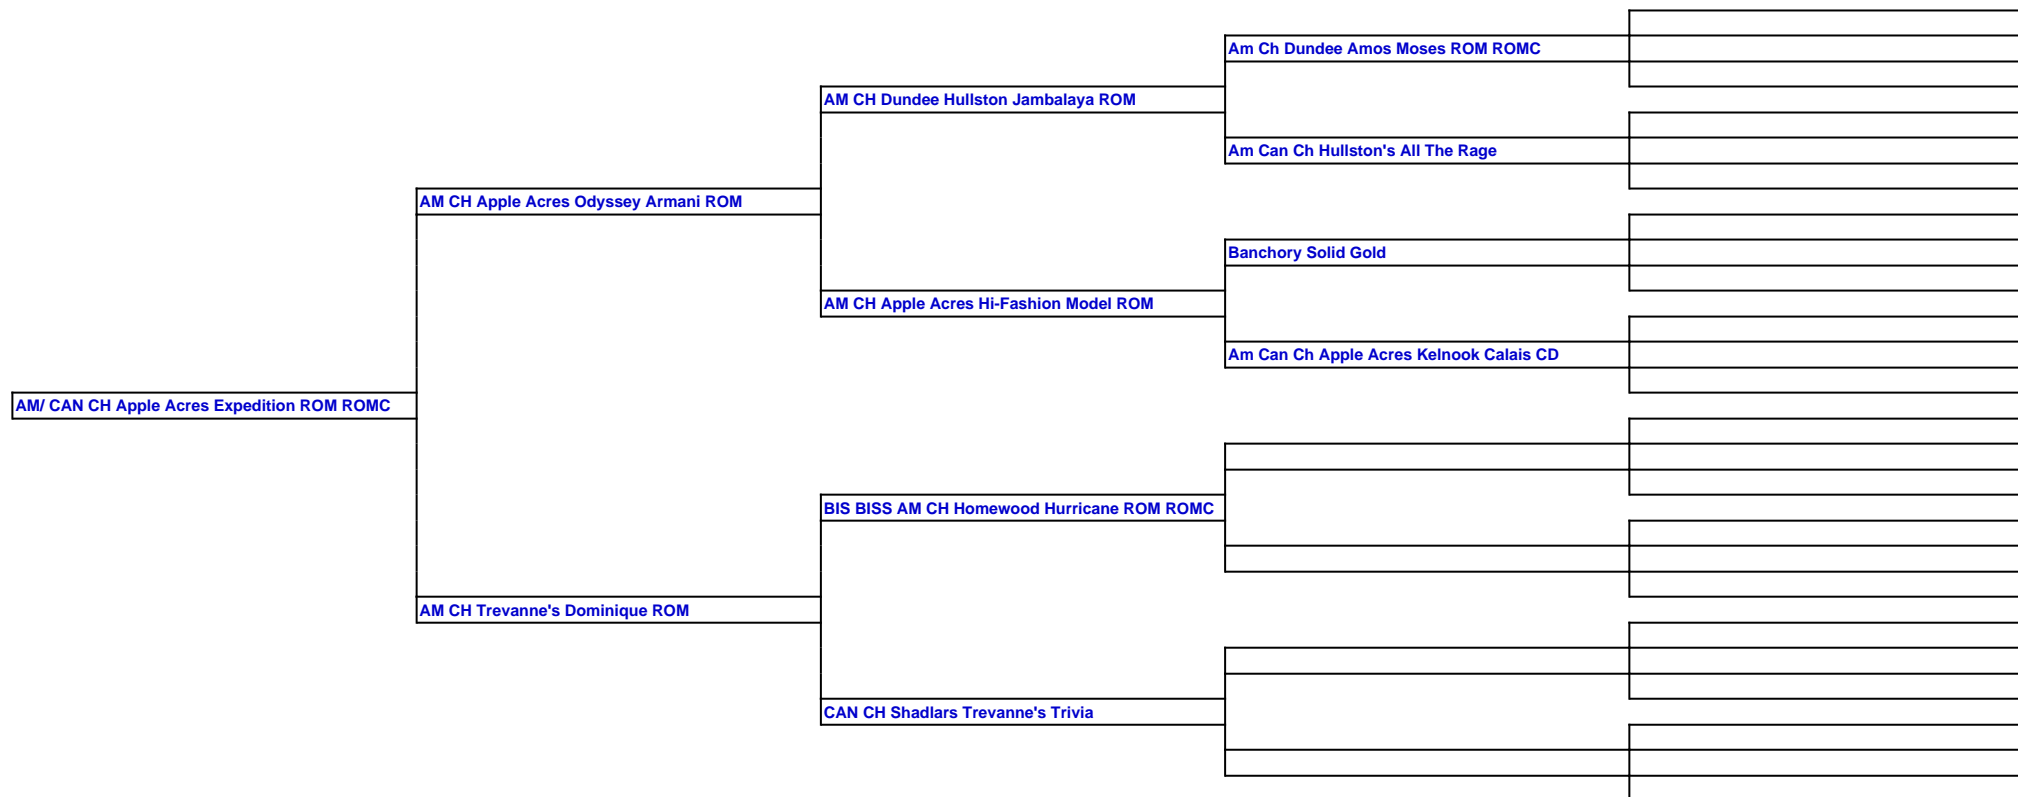 Am Ch Dundee Amos Moses ROM ROMC
AM CH Dundee Hullston Jambalaya ROM
Am Can Ch Hullston's All The Rage
AM CH Apple Acres Odyssey Armani ROM
Banchory Solid Gold
AM CH Apple Acres Hi-Fashion Model ROM
Am Can Ch Apple Acres Kelnook Calais CD
AM/ CAN CH Apple Acres Expedition ROM ROMC
BIS BISS AM CH Homewood Hurricane ROM ROMC
AM CH Trevanne's Dominique ROM
CAN CH Shadlars Trevanne's Trivia